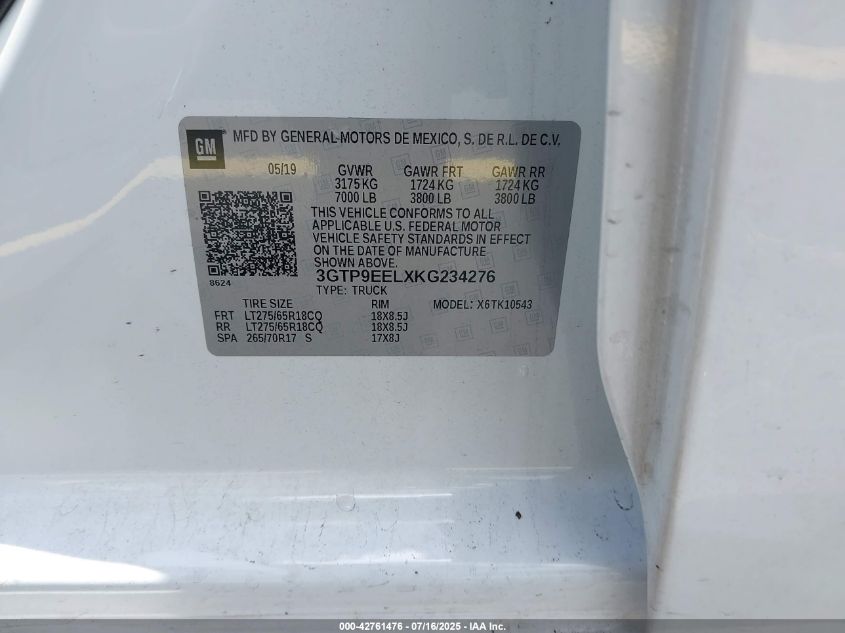 GM MFD BY GENERAL MOTORS DE MEXICO, S. DE R.L. DE C.V.
05/19 GVWR GAWR FRT GAWR RR
3175 KG 1724 KG 1724 KG
7000 LB 3800 LB 3800 LB
THIS VEHICLE CONFORMS TO ALL
APPLICABLE U.S. FEDERAL MOTOR
VEHICLE SAFETY STANDARDS IN EFFECT
ON THE DATE OF MANUFACTURE
SHOWN ABOVE.
8624
3GTP9EELXKG234276
TYPE: TRUCK
TIRE SIZE RIM MODEL: X6TK10543
FRT LT275/65R18CQ 18X8.5J
RR LT275/65R18CQ 18X8.5J
SPA 265/70R17 S 17X8J
000-42761476 - 07/16/2025 - IAA Inc.